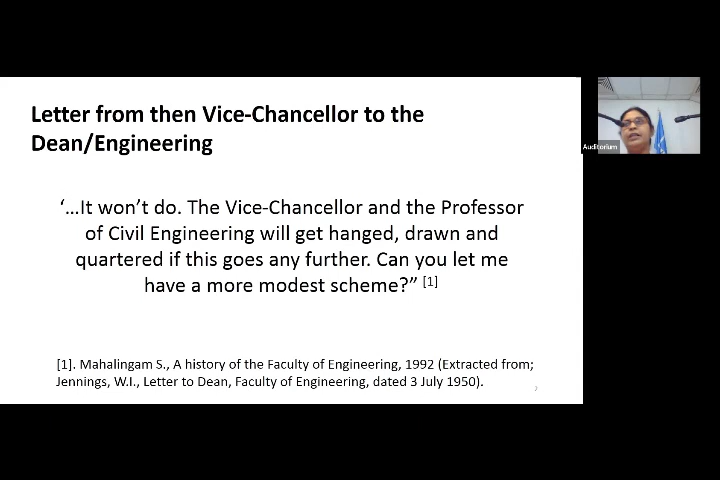 Letter from then Vice-Chancellor to the
Dean/Engineering
‘…It won’t do. The Vice-Chancellor and the Professor
of Civil Engineering will get hanged, drawn and
quartered if this goes any further. Can you let me
have a more modest scheme?” [1]
[1]. Mahalingam S., A history of the Faculty of Engineering, 1992 (Extracted from;
Jennings, W.I., Letter to Dean, Faculty of Engineering, dated 3 July 1950).
Auditorium